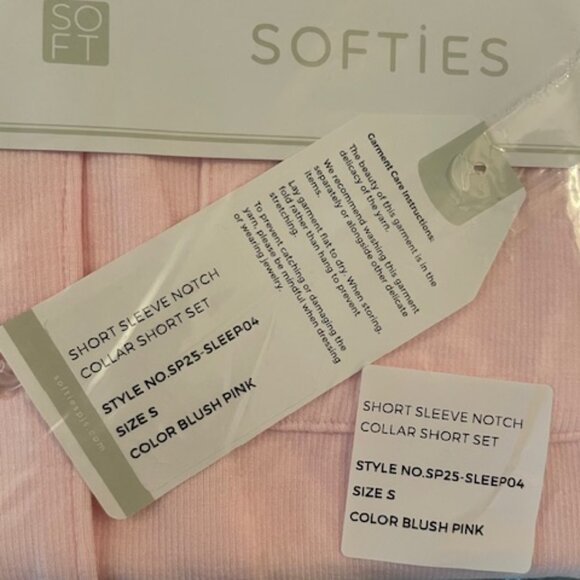 SO
FT
SOFTiES
Garment Care Instructions:
The beauty of this garment is in the
delicacy of the yarn.
We recommend washing this garment
separately or alongside other delicate
items.
Lay garment flat to dry. When storing,
fold rather than hang to prevent
stretching.
To prevent catching or damaging the
yarn, please be mindful when dressing
or wearing jewelry.
SHORT SLEEVE NOTCH
COLLAR SHORT SET
STYLE NO.SP25-SLEEP04
SIZE S
COLOR BLUSH PINK
softiespjs.com
SHORT SLEEVE NOTCH
COLLAR SHORT SET
STYLE NO.SP25-SLEEP04
SIZE S
COLOR BLUSH PINK